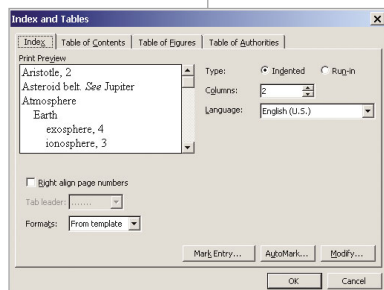 Index and Tables
Index Table of Contents Table of Figures Table of Authorities
Print Preview
Aristotle, 2
Asteroid belt. See Jupiter
Atmosphere
Earth
exosphere, 4
ionosphere, 3
Type: Indented Run-in
Columns: 2
Language: English (U.S.)
Right align page numbers
Tab leader: .......
Formats: From template
Mark Entry... AutoMark... Modify...
OK Cancel